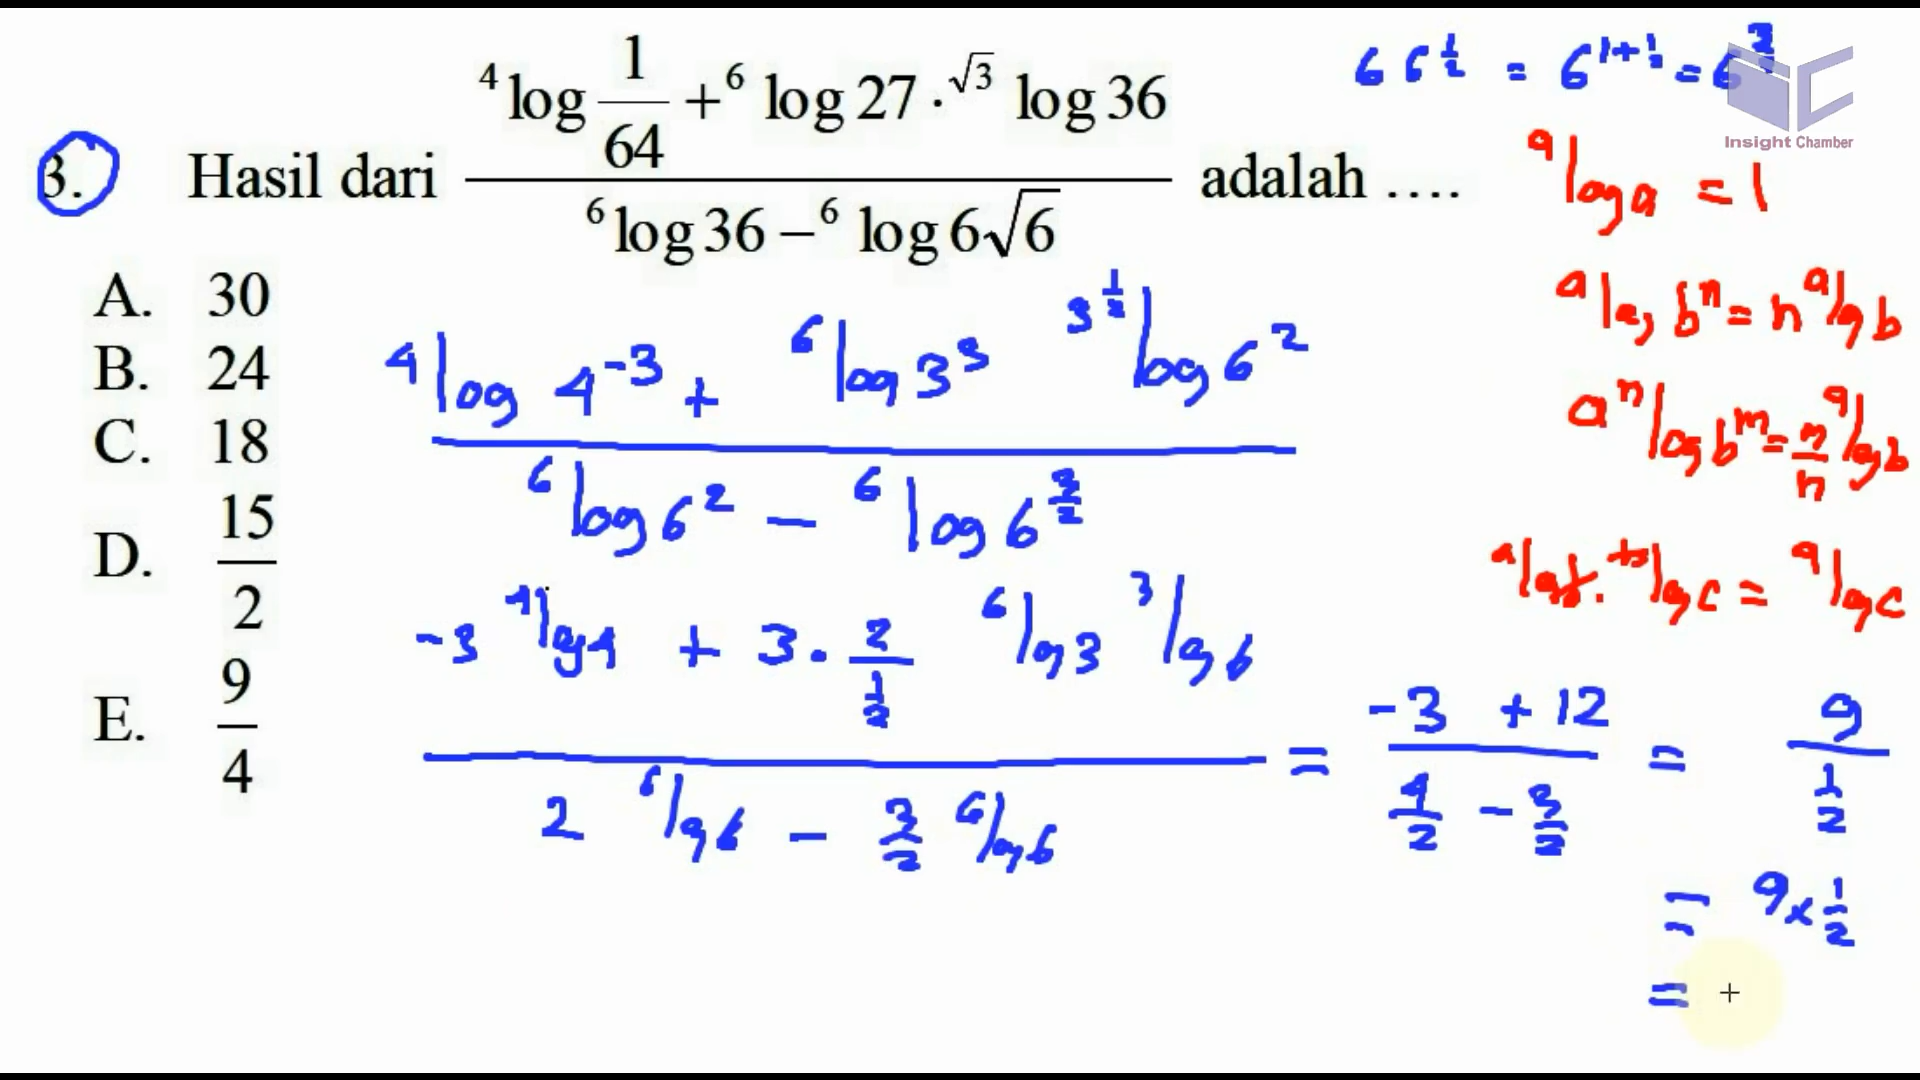 3. Hasil dari (⁴log 1/64 + ⁶log 27 · √³log 36) / (⁶log 36 − ⁶log 6√6) adalah ....
A. 30
B. 24
C. 18
D. 15/2
E. 9/4
6 6^(1/2) = 6^(1+1/2) = 6^(3/2)
Insight Chamber
ᵃlog a = 1
ᵃlog bⁿ = n ᵃlog b
aⁿ log bᵐ = m/n ᵃlog b
ᵃlog b · ᵇlog c = ᵃlog c
⁴log 4⁻³ + ⁶log 3³ 3^(1/2) log 6²
⁶log 6² − ⁶log 6^(3/2)
-3 ⁴log 4 + 3 · 2/(1/2) ⁶log 3 ³log 6
2 ⁶log 6 − 3/2 ⁶log 6
= (-3 + 12) / (4/2 − 3/2) = 9 / (1/2)
= 9 × 1/2
=